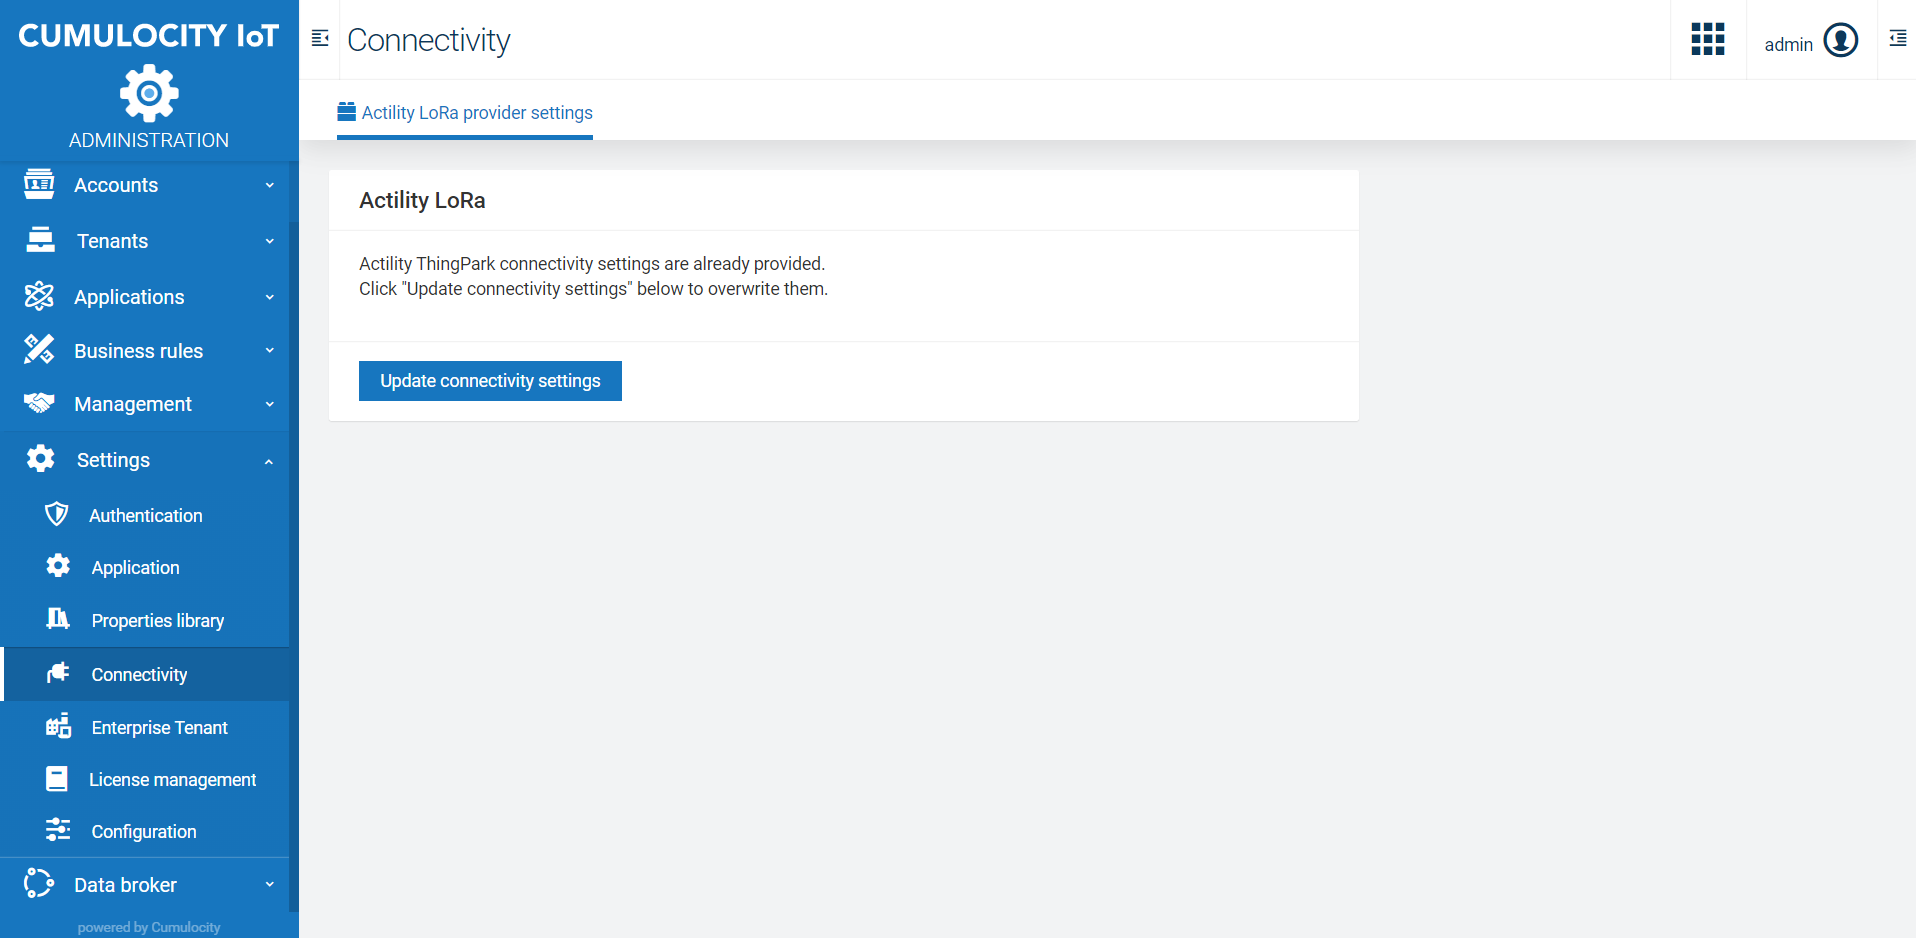 CUMULOCITY IoT
ADMINISTRATION
Accounts
Tenants
Applications
Business rules
Management
Settings
Authentication
Application
Properties library
Connectivity
Enterprise Tenant
License management
Configuration
Data broker
powered by Cumulocity
Connectivity
admin
Actility LoRa provider settings
Actility LoRa
Actility ThingPark connectivity settings are already provided.
Click "Update connectivity settings" below to overwrite them.
Update connectivity settings